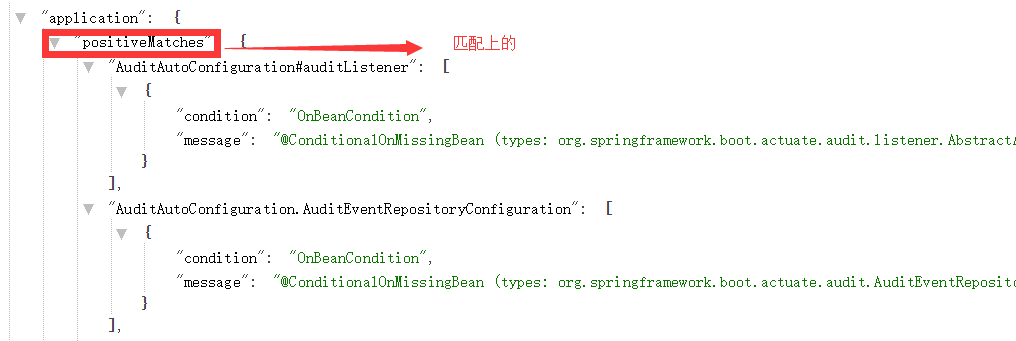 "application": {
"positiveMatches" { 匹配上的
"AuditAutoConfiguration#auditListener": [
{
"condition": "OnBeanCondition",
"message": "@ConditionalOnMissingBean (types: org.springframework.boot.actuate.audit.listener.AbstractA
}
],
"AuditAutoConfiguration.AuditEventRepositoryConfiguration": [
{
"condition": "OnBeanCondition",
"message": "@ConditionalOnMissingBean (types: org.springframework.boot.actuate.audit.AuditEventReposito
}
],